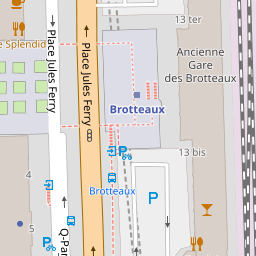 13 ter
e Splendid
Place Jules Ferry
Place Jules Ferry
Ancienne
Gare
des Brotteaux
Brotteaux
13 bis
P
Brotteaux
P
4
5
Q-Par
P